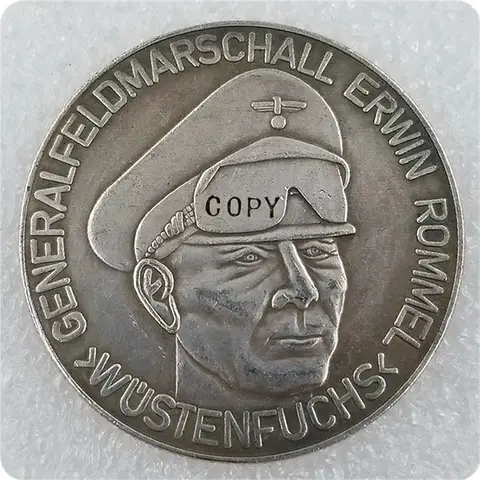 GENERALFELDMARSCHALL ERWIN ROMMEL
>WÜSTENFUCHS<
COPY